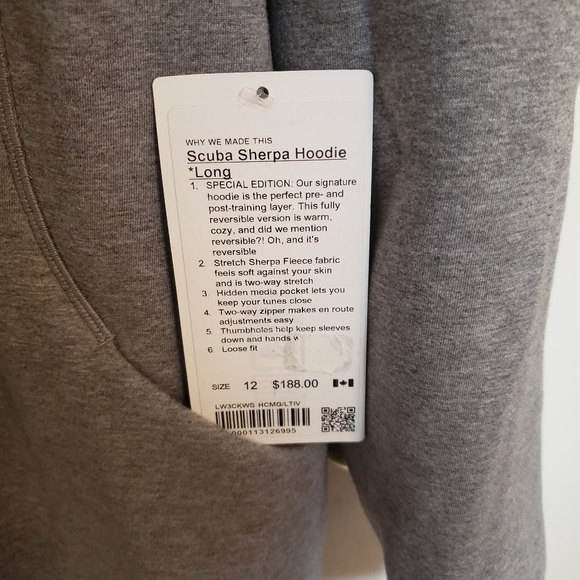 WHY WE MADE THIS
Scuba Sherpa Hoodie
*Long
1. SPECIAL EDITION: Our signature
hoodie is the perfect pre- and
post-training layer. This fully
reversible version is warm,
cozy, and did we mention
reversible?! Oh, and it's
reversible
2. Stretch Sherpa Fleece fabric
feels soft against your skin
and is two-way stretch
3. Hidden media pocket lets you
keep your tunes close
4. Two-way zipper makes en route
adjustments easy
5. Thumbholes help keep sleeves
down and hands
6. Loose fit
SIZE 12 $188.00
LW3CKWS HCMG/LTIV
000113126995